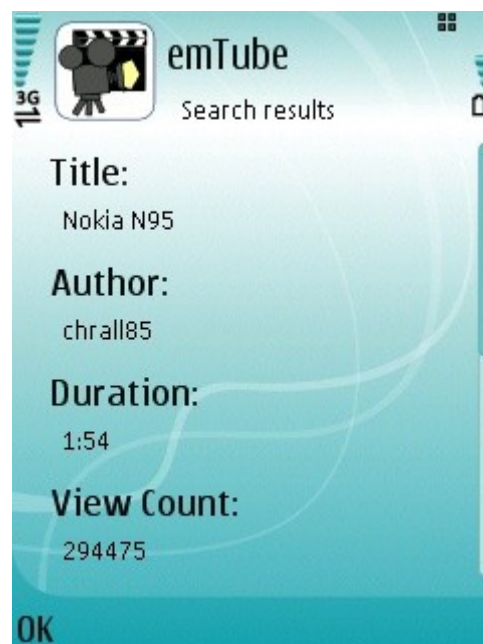 emTube
3G
Search results
Title:
Nokia N95
Author:
chrall85
Duration:
1:54
View Count:
294475
OK